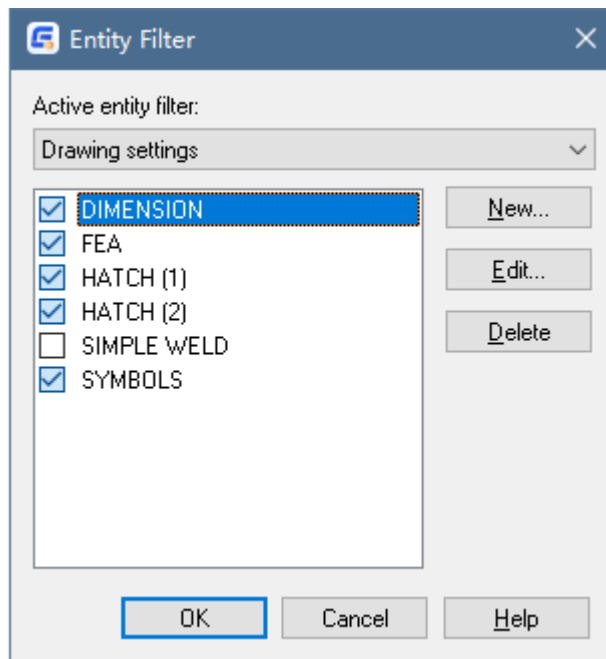 Entity Filter
Active entity filter:
Drawing settings
DIMENSION
FEA
HATCH (1)
HATCH (2)
SIMPLE WELD
SYMBOLS
New...
Edit...
Delete
OK
Cancel
Help